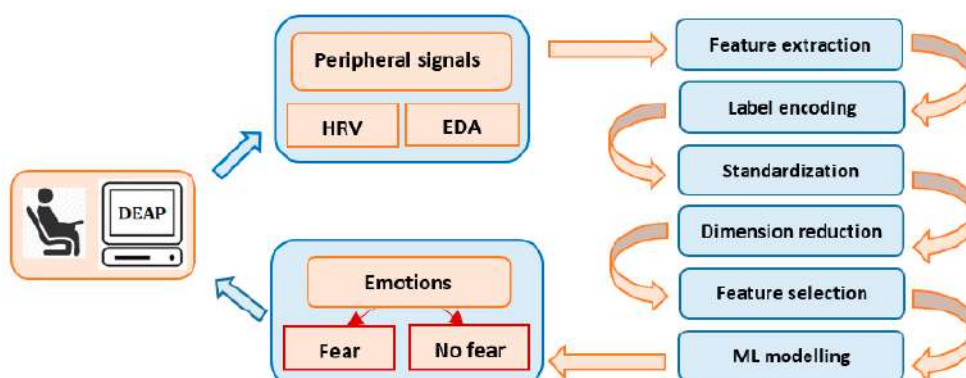 Peripheral signals
HRV
EDA
DEAP
Feature extraction
Label encoding
Standardization
Dimension reduction
Feature selection
ML modelling
Emotions
Fear
No fear